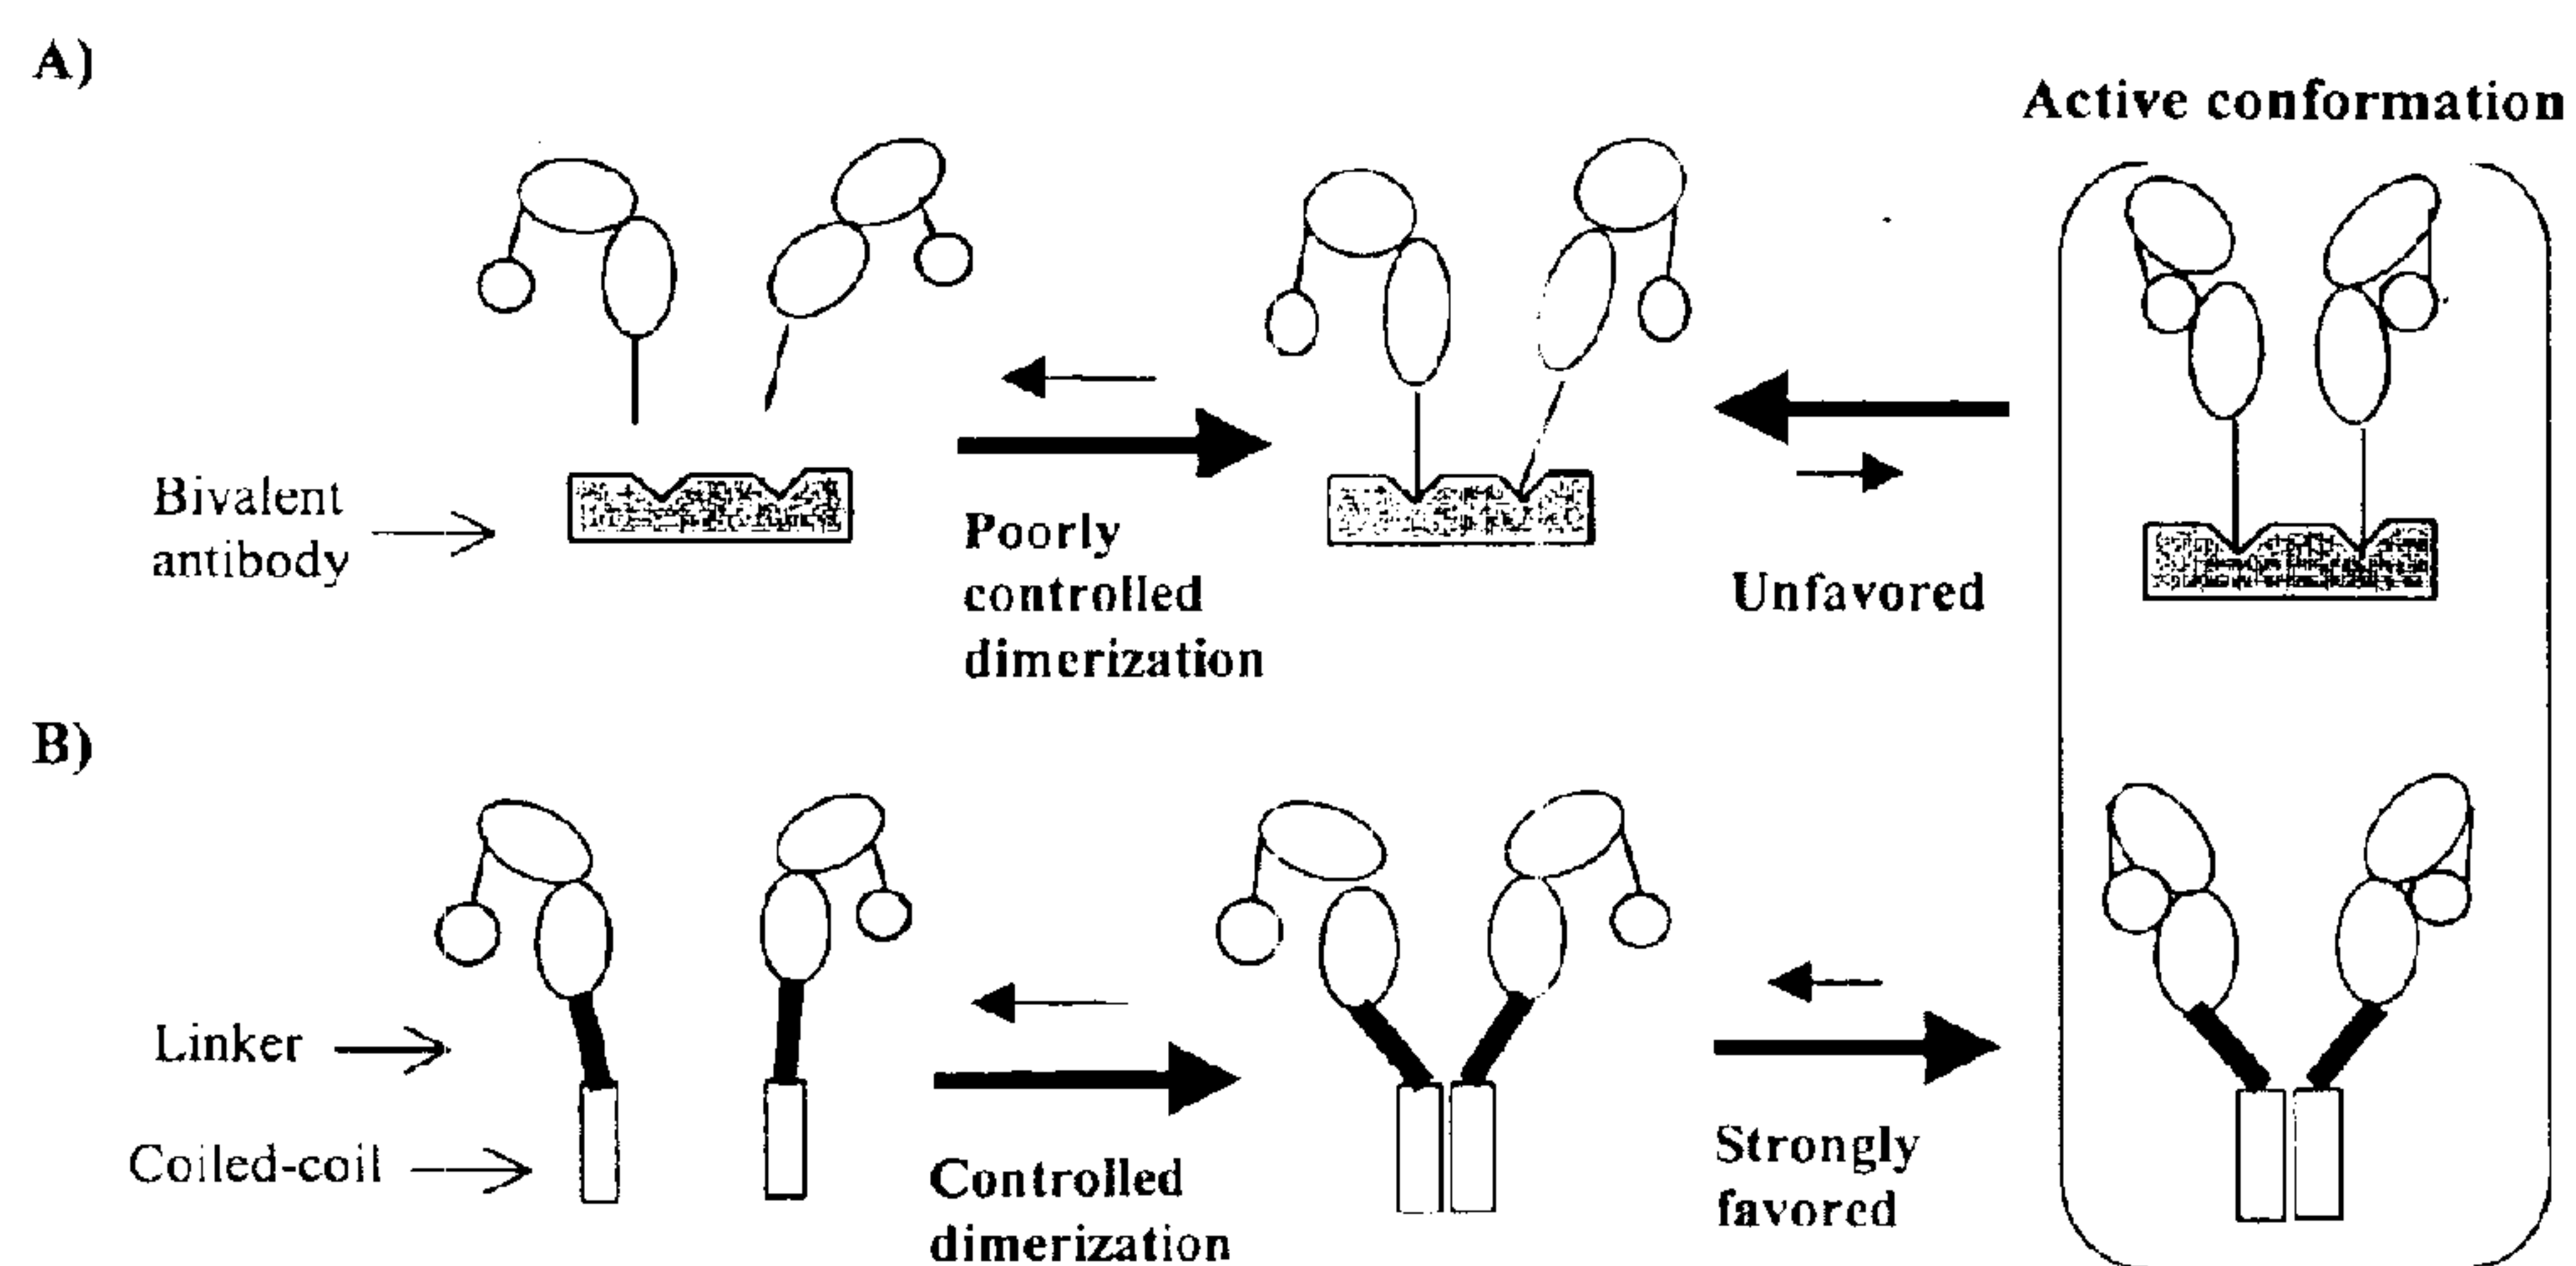 A)
Active conformation
Bivalent
antibody
Poorly
controlled
dimerization
Unfavored
B)
Linker
Coiled-coil
Controlled
dimerization
Strongly
favored